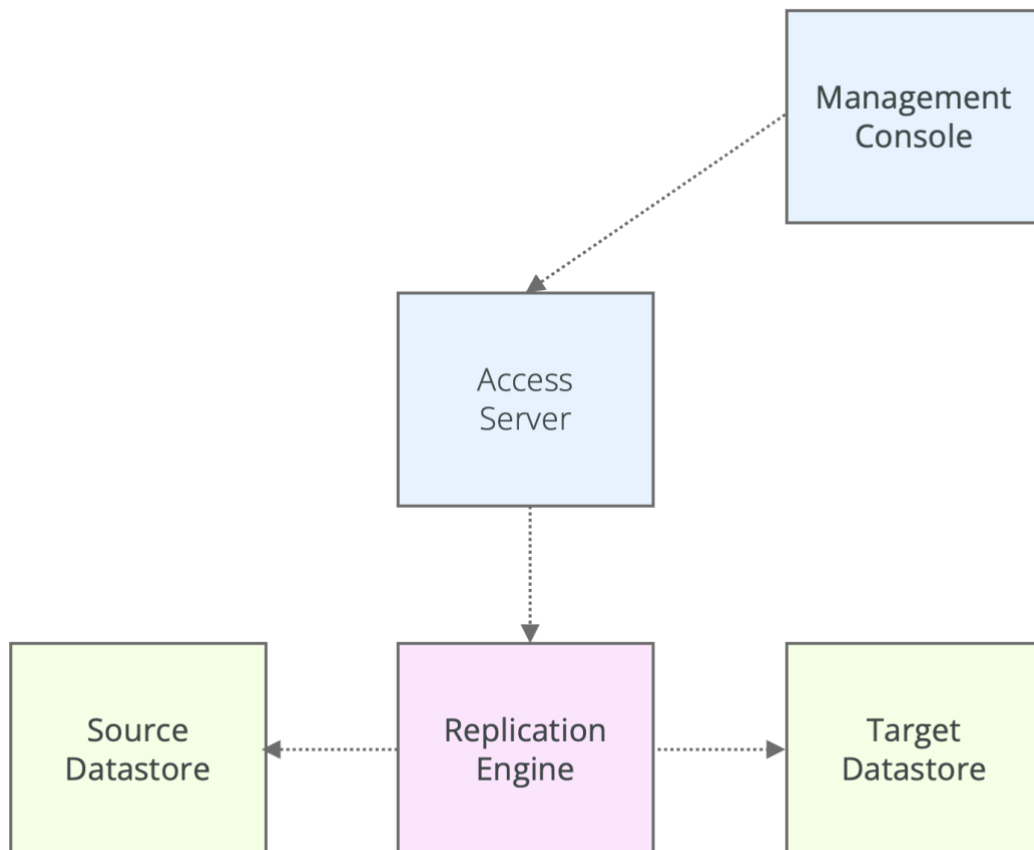 Management
Console
Access
Server
Source
Datastore
Replication
Engine
Target
Datastore